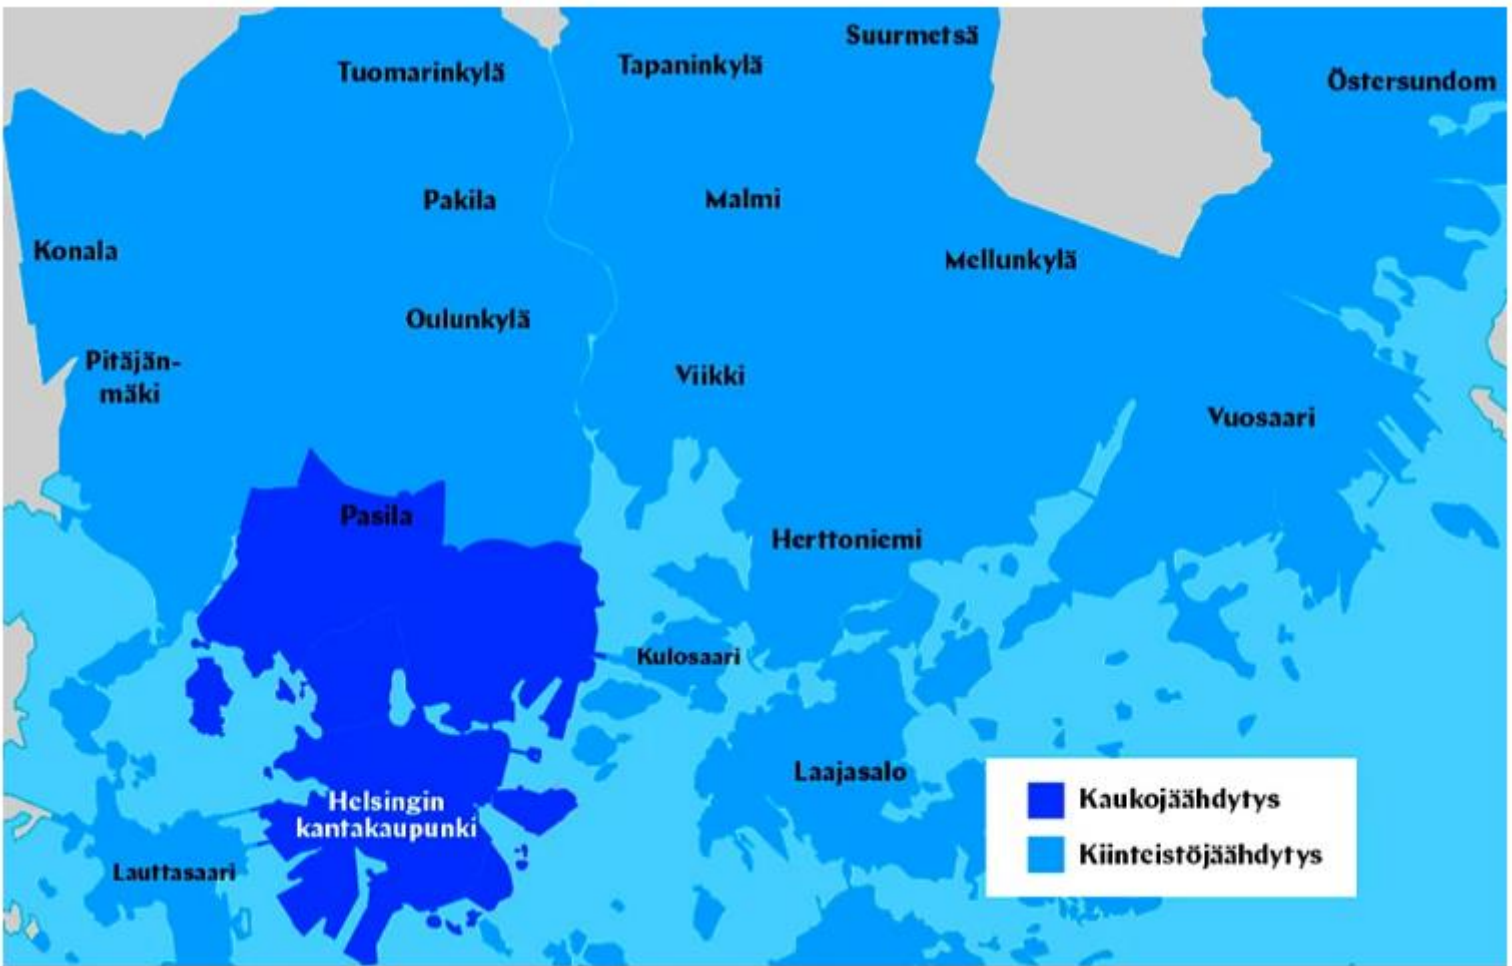 Suurmetsä
Tuomarinkylä
Tapaninkylä
Östersundom
Pakila
Malmi
Konala
Mellunkylä
Oulunkylä
Pitäjän-
mäki
Viikki
Vuosaari
Pasila
Herttoniemi
Kulosaari
Laajasalo
Helsingin
kantakaupunki
Lauttasaari
Kaukojäähdytys
Kiinteistöjäähdytys